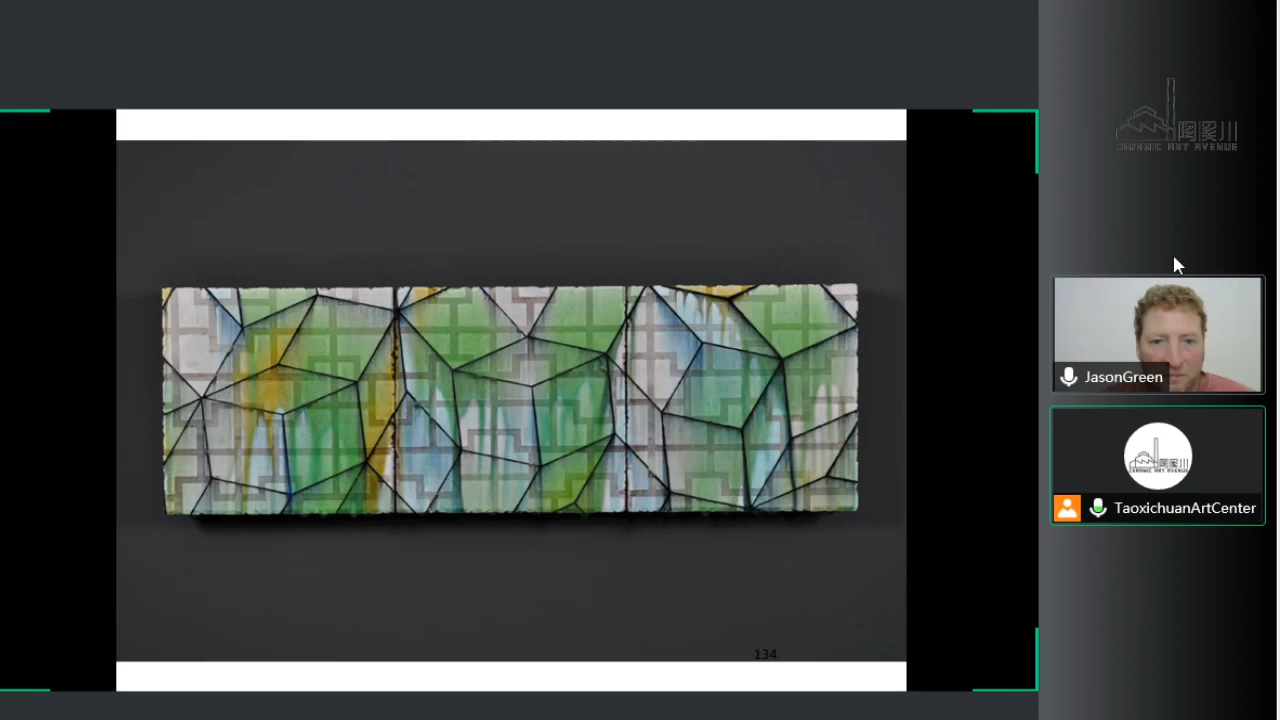 陶溪川
CERAMIC ART AVENUE
JasonGreen
TaoxichuanArtCenter
134